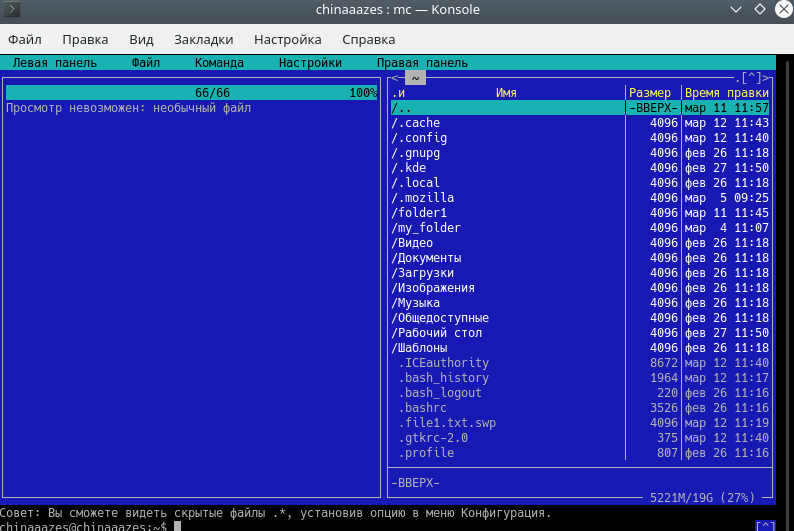 chinaaazes : mc — Konsole
Файл Правка Вид Закладки Настройка Справка
Левая панель Файл Команда Настройки Правая панель
66/66 100%
Просмотр невозможен: необычный файл
<- ~ .[^]>
.и Имя Размер Время правки
/.. -ВВЕРХ- мар 11 11:57
/.cache 4096 мар 12 11:43
/.config 4096 мар 12 11:40
/.gnupg 4096 фев 26 11:18
/.kde 4096 фев 27 11:50
/.local 4096 фев 26 11:18
/.mozilla 4096 мар 5 09:25
/folder1 4096 мар 11 11:45
/my_folder 4096 мар 4 11:07
/Видео 4096 фев 26 11:18
/Документы 4096 фев 26 11:18
/Загрузки 4096 фев 26 11:18
/Изображения 4096 фев 26 11:18
/Музыка 4096 фев 26 11:18
/Общедоступные 4096 фев 26 11:18
/Рабочий стол 4096 фев 27 11:50
/Шаблоны 4096 фев 26 11:18
.ICEauthority 8672 мар 12 11:40
.bash_history 1964 мар 12 11:17
.bash_logout 220 фев 26 11:16
.bashrc 3526 фев 26 11:16
.file1.txt.swp 4096 мар 12 11:19
.gtkrc-2.0 375 мар 12 11:40
.profile 807 фев 26 11:16
-ВВЕРХ-
5221M/19G (27%)
Совет: Вы сможете видеть скрытые файлы .*, установив опцию в меню Конфигурация.
chinaaazes@chinaaazes:~$ [^]